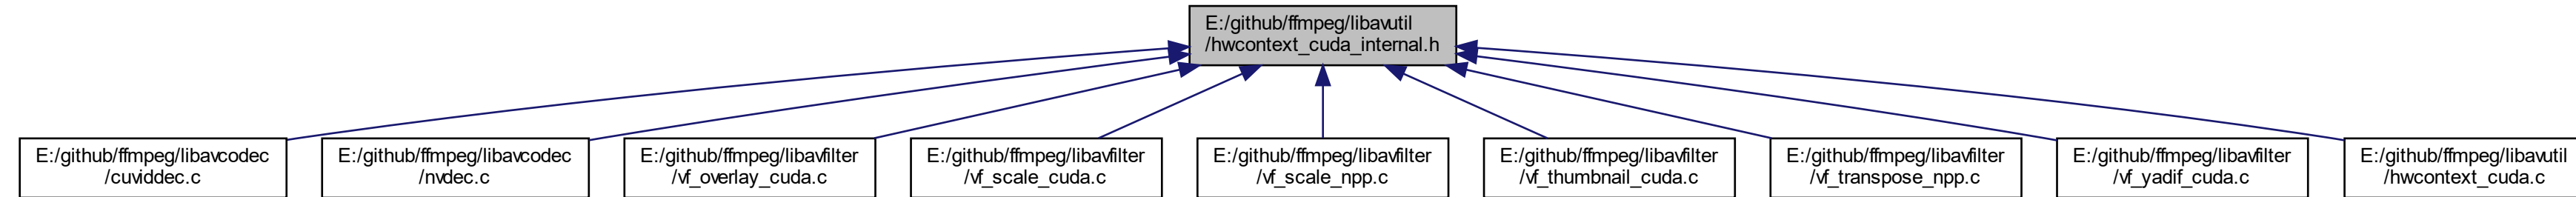 E:/github/ffmpeg/libavutil
/hwcontext_cuda_internal.h
E:/github/ffmpeg/libavcodec
/cuviddec.c
E:/github/ffmpeg/libavcodec
/nvdec.c
E:/github/ffmpeg/libavfilter
/vf_overlay_cuda.c
E:/github/ffmpeg/libavfilter
/vf_scale_cuda.c
E:/github/ffmpeg/libavfilter
/vf_scale_npp.c
E:/github/ffmpeg/libavfilter
/vf_thumbnail_cuda.c
E:/github/ffmpeg/libavfilter
/vf_transpose_npp.c
E:/github/ffmpeg/libavfilter
/vf_yadif_cuda.c
E:/github/ffmpeg/libavutil
/hwcontext_cuda.c